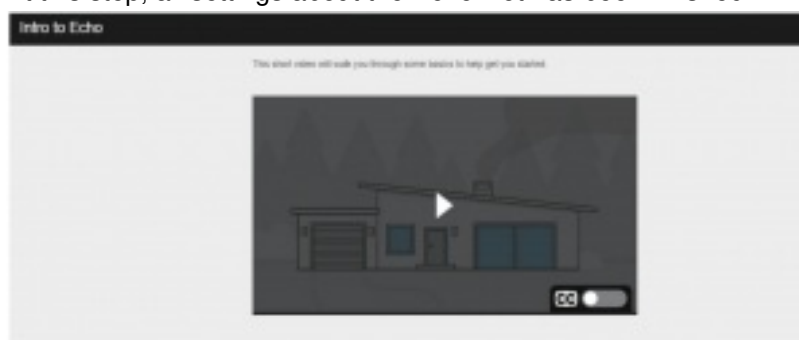 Intro to Echo
This short video will walk you through some basics to help get you started.
CC